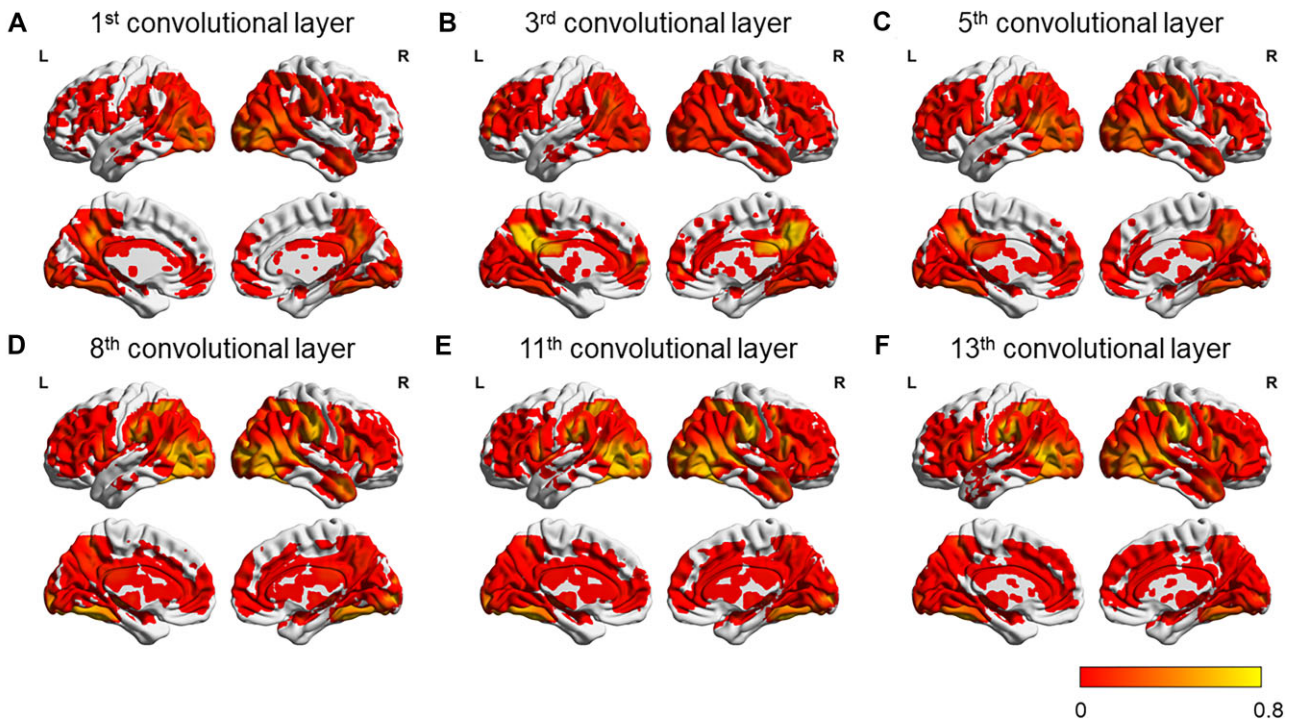 A 1st convolutional layer
B 3rd convolutional layer
C 5th convolutional layer
L R
L R
L R
D 8th convolutional layer
E 11th convolutional layer
F 13th convolutional layer
L R
L R
L R
0 0.8